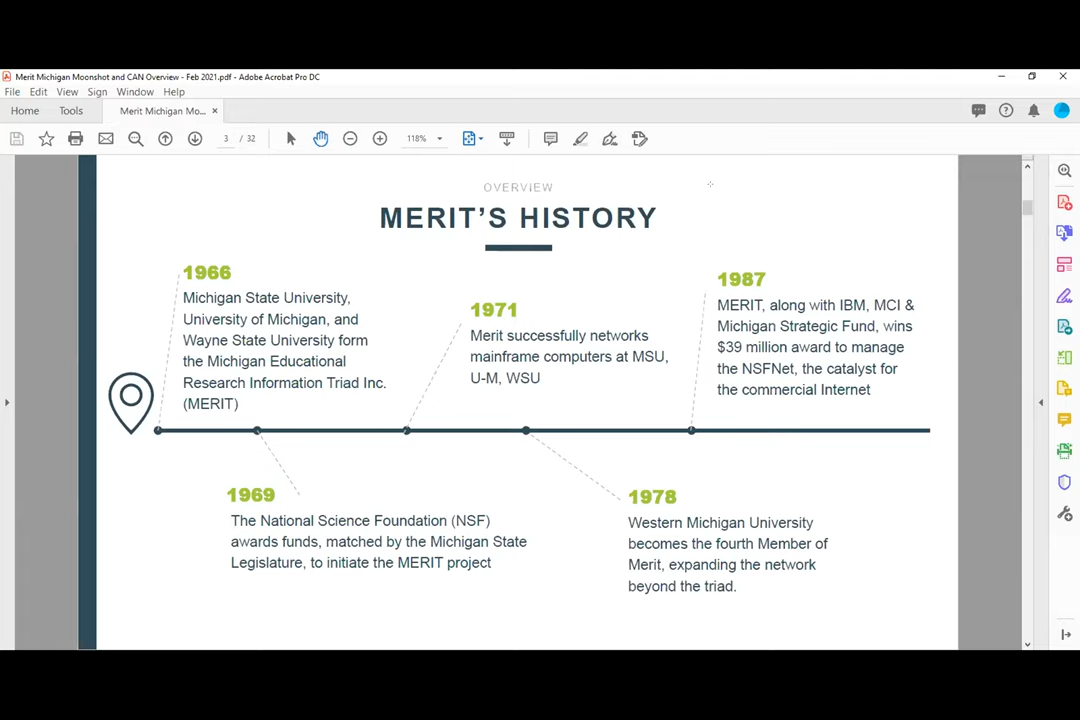 Merit Michigan Moonshot and CAN Overview - Feb 2021.pdf - Adobe Acrobat Pro DC
File Edit View Sign Window Help
Home Tools Merit Michigan Mo... ×
3 / 32 118%
OVERVIEW
MERIT'S HISTORY
1966
Michigan State University,
University of Michigan, and
Wayne State University form
the Michigan Educational
Research Information Triad Inc.
(MERIT)
1971
Merit successfully networks
mainframe computers at MSU,
U-M, WSU
1987
MERIT, along with IBM, MCI &
Michigan Strategic Fund, wins
$39 million award to manage
the NSFNet, the catalyst for
the commercial Internet
1969
The National Science Foundation (NSF)
awards funds, matched by the Michigan State
Legislature, to initiate the MERIT project
1978
Western Michigan University
becomes the fourth Member of
Merit, expanding the network
beyond the triad.